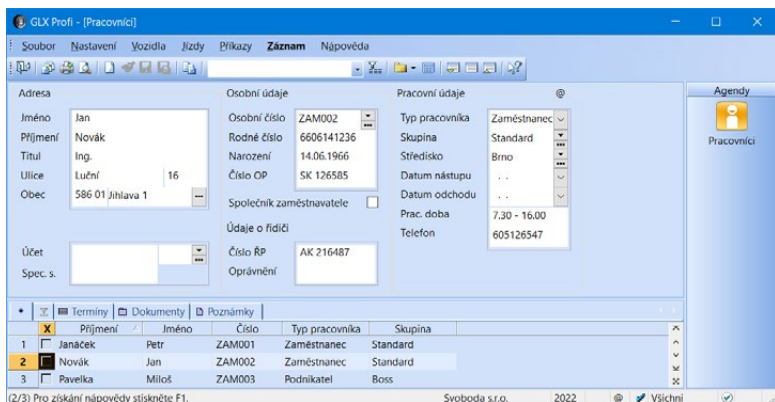 GLX Profi - [Pracovníci]
Soubor Nastavení Vozidla Jízdy Příkazy Záznam Nápověda
Adresa Osobní údaje Pracovní údaje @ Agendy
Jméno Jan Osobní číslo ZAM002 Typ pracovníka Zaměstnanec
Příjmení Novák Rodné číslo 6606141236 Skupina Standard Pracovníci
Titul Ing. Narození 14.06.1966 Středisko Brno
Ulice Luční 16 Číslo OP SK 126585 Datum nástupu . .
Obec 586 01 Jihlava 1 Společník zaměstnavatele Datum odchodu . .
Prac. doba 7.30 - 16.00
Údaje o řidiči Telefon 605126547
Účet Číslo ŘP AK 216487
Spec. s. Oprávnění
Termíny Dokumenty Poznámky
X Příjmení Jméno Číslo Typ pracovníka Skupina
1 Janáček Petr ZAM001 Zaměstnanec Standard
2 Novák Jan ZAM002 Zaměstnanec Standard
3 Pavelka Miloš ZAM003 Podnikatel Boss
(2/3) Pro získání nápovědy stiskněte F1. Svoboda s.r.o. 2022 @ Všichni